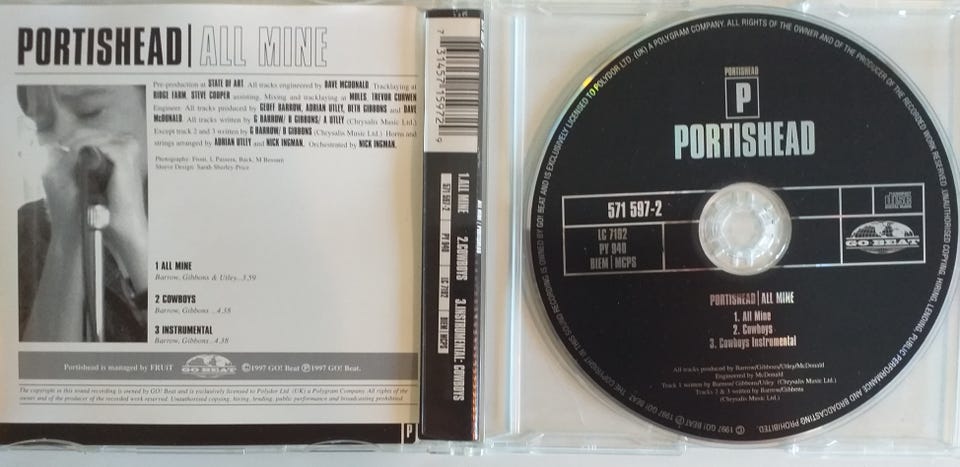 PORTISHEAD|ALL MINE
Pre-production at STATE OF ART. All tracks engineered by DAVE MCDONALD. Tracklaying at
RIDGE FARM, STEVE COOPER assisting. Mixing and tracklaying at MOLES, TREVOR CURWEN
Engineer. All tracks produced by GEOFF BARROW, ADRIAN UTLEY, BETH GIBBONS and DAVE
McDONALD. All tracks written by G BARROW/ B GIBBONS/ A UTLEY (Chrysalis Music Ltd.)
Except track 2 and 3 written by G BARROW/ B GIBBONS (Chrysalis Music Ltd.) Horns and
strings arranged by ADRIAN UTLEY and NICK INGMAN. Orchestrated by NICK INGMAN.
Photography: Front, L Passera, Back, M Bennett
Sleeve Design: Sarah Shurley-Price
1 ALL MINE
Barrow, Gibbons & Utley...3.59
2 COWBOYS
Barrow, Gibbons ...4.38
3 INSTRUMENTAL
Barrow, Gibbons...4.38
Portishead is managed by FRUiT
GO BEAT
©1997 GO! Beat ℗1997 GO! Beat.
The copyright in this sound recording is owned by GO! Beat and is exclusively licensed to Polydor Ltd. (UK) a Polygram Company. All rights of the
owner and of the producer of the recorded work reserved. Unauthorised copying, hiring, lending, public performance and broadcasting prohibited.
P
7 31457 15972 9
1.ALL MINE 2.COWBOYS 3.INSTRUMENTAL: COWBOYS
571 597-2 PY 940 LC 7192 BIEM|MCPS
THE COPYRIGHT IN THIS SOUND RECORDING IS OWNED BY GO! BEAT AND IS EXCLUSIVELY LICENSED TO POLYDOR LTD. (UK) A POLYGRAM COMPANY. ALL RIGHTS OF THE OWNER AND OF THE PRODUCER OF THE RECORDED WORK RESERVED. UNAUTHORISED COPYING, HIRING, LENDING, PUBLIC PERFORMANCE AND BROADCASTING PROHIBITED.
℗ 1997 GO! BEAT © 1997 GO! BEAT
PORTISHEAD
P
PORTISHEAD
571 597-2
LC 7192
PY 940
BIEM|MCPS
COMPACT
disc
DIGITAL AUDIO
GO BEAT
PORTISHEAD|ALL MINE
1. All Mine
2. Cowboys
3. Cowboys Instrumental
All tracks produced by Barrow/Gibbons/Utley/McDonald
Engineered by McDonald
Track 1 written by Barrow/ Gibbons/Utley (Chrysalis Music Ltd.)
Tracks 2 & 3 written by Barrow/Gibbons
(Chrysalis Music Ltd.)